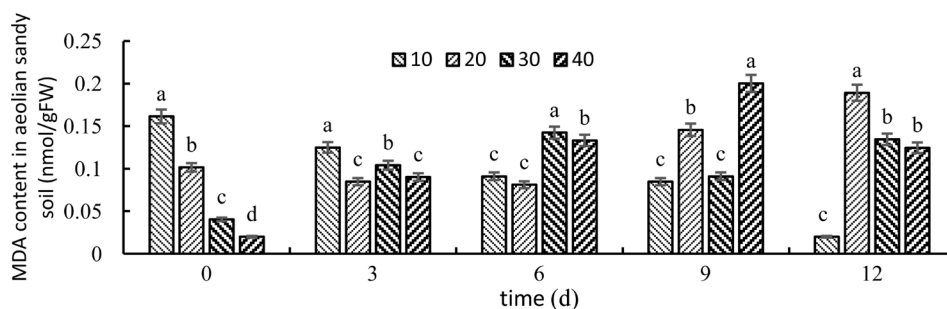 MDA content in aeolian sandy
soil (nmol/gFW)
0.25
0.2
0.15
0.1
0.05
0
10 20 30 40
a b c d
a c b c
c c a b
c b c a
c a b b
0 3 6 9 12
time (d)